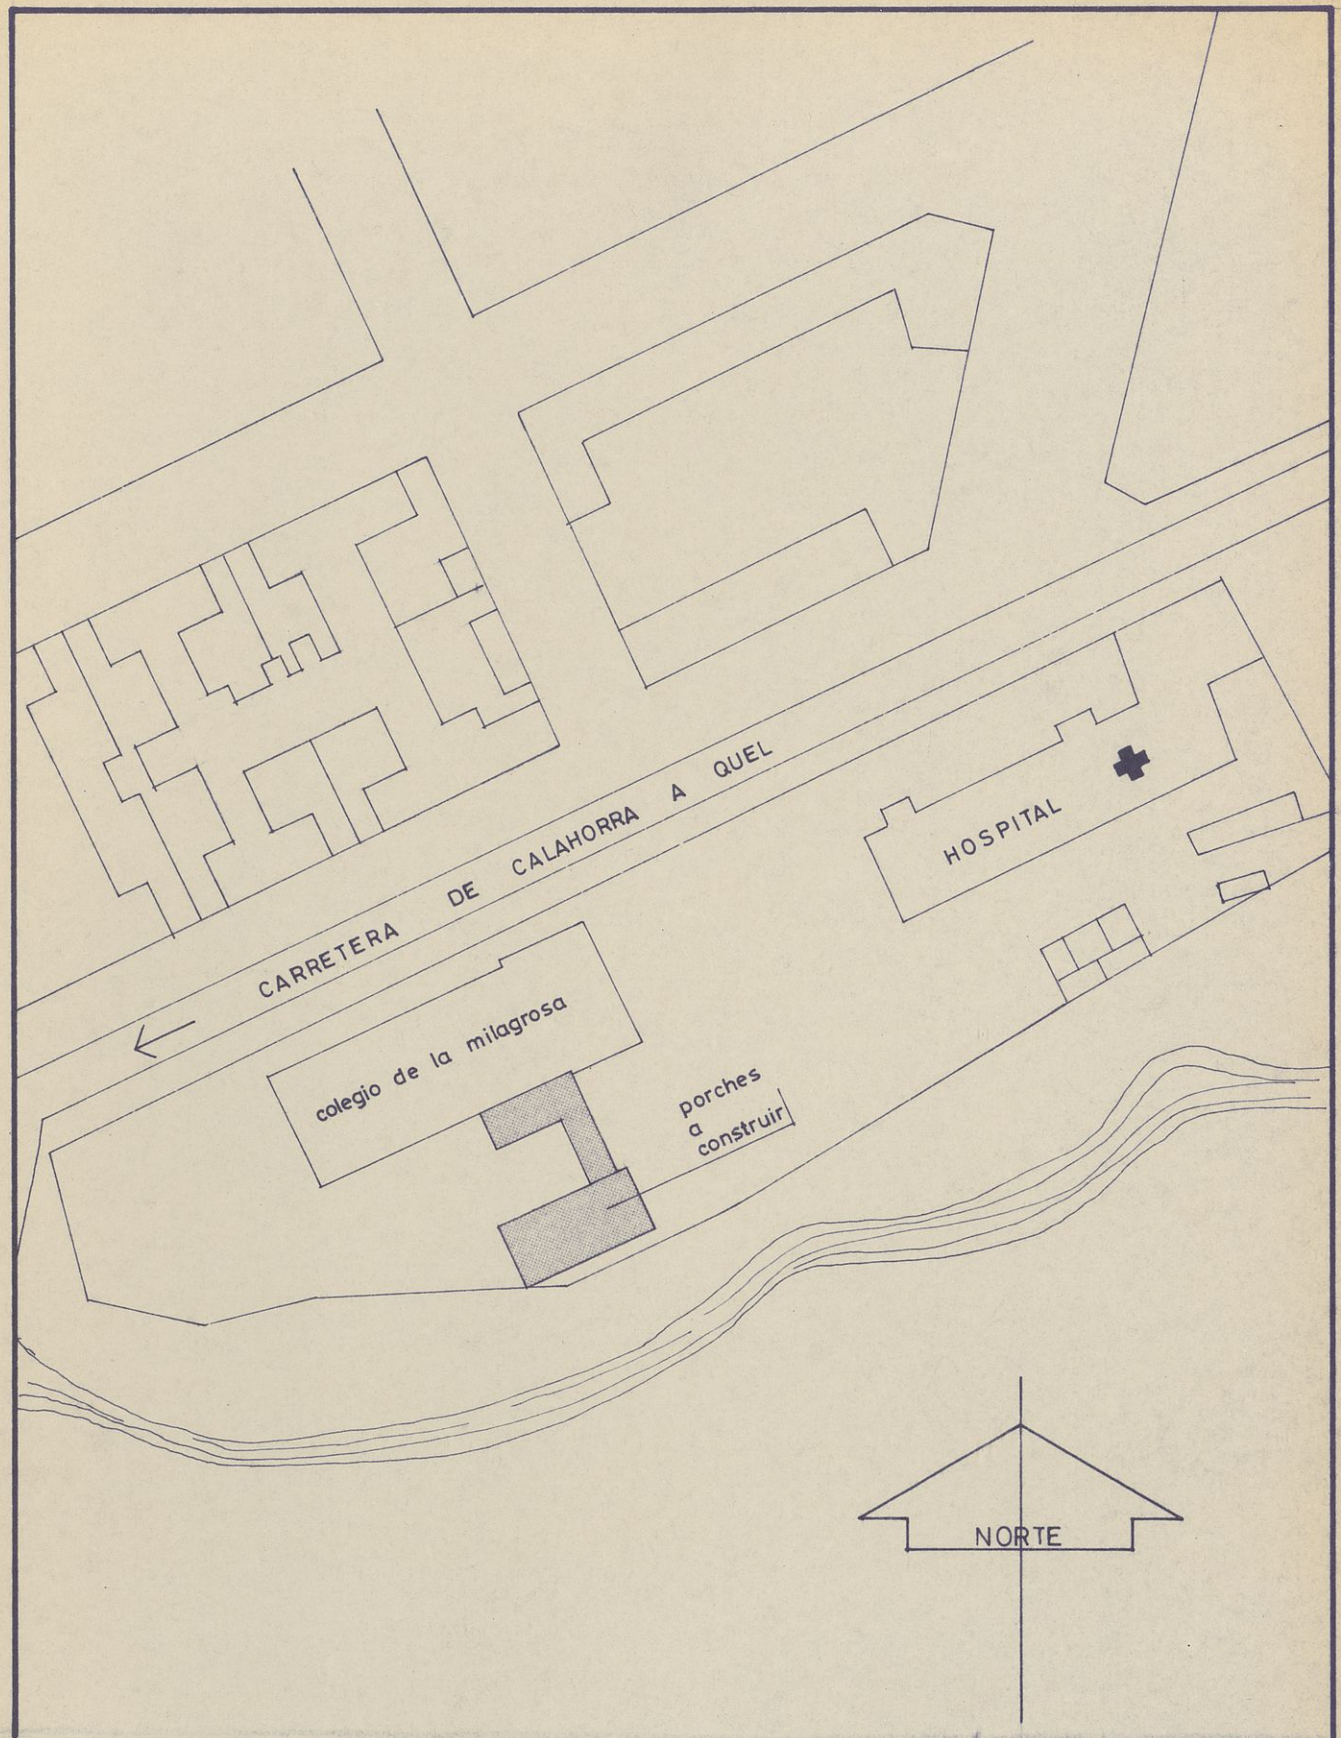 CARRETERA DE CALAHORRA A QUEL
HOSPITAL
colegio de la milagrosa
porches
a
construir
NORTE